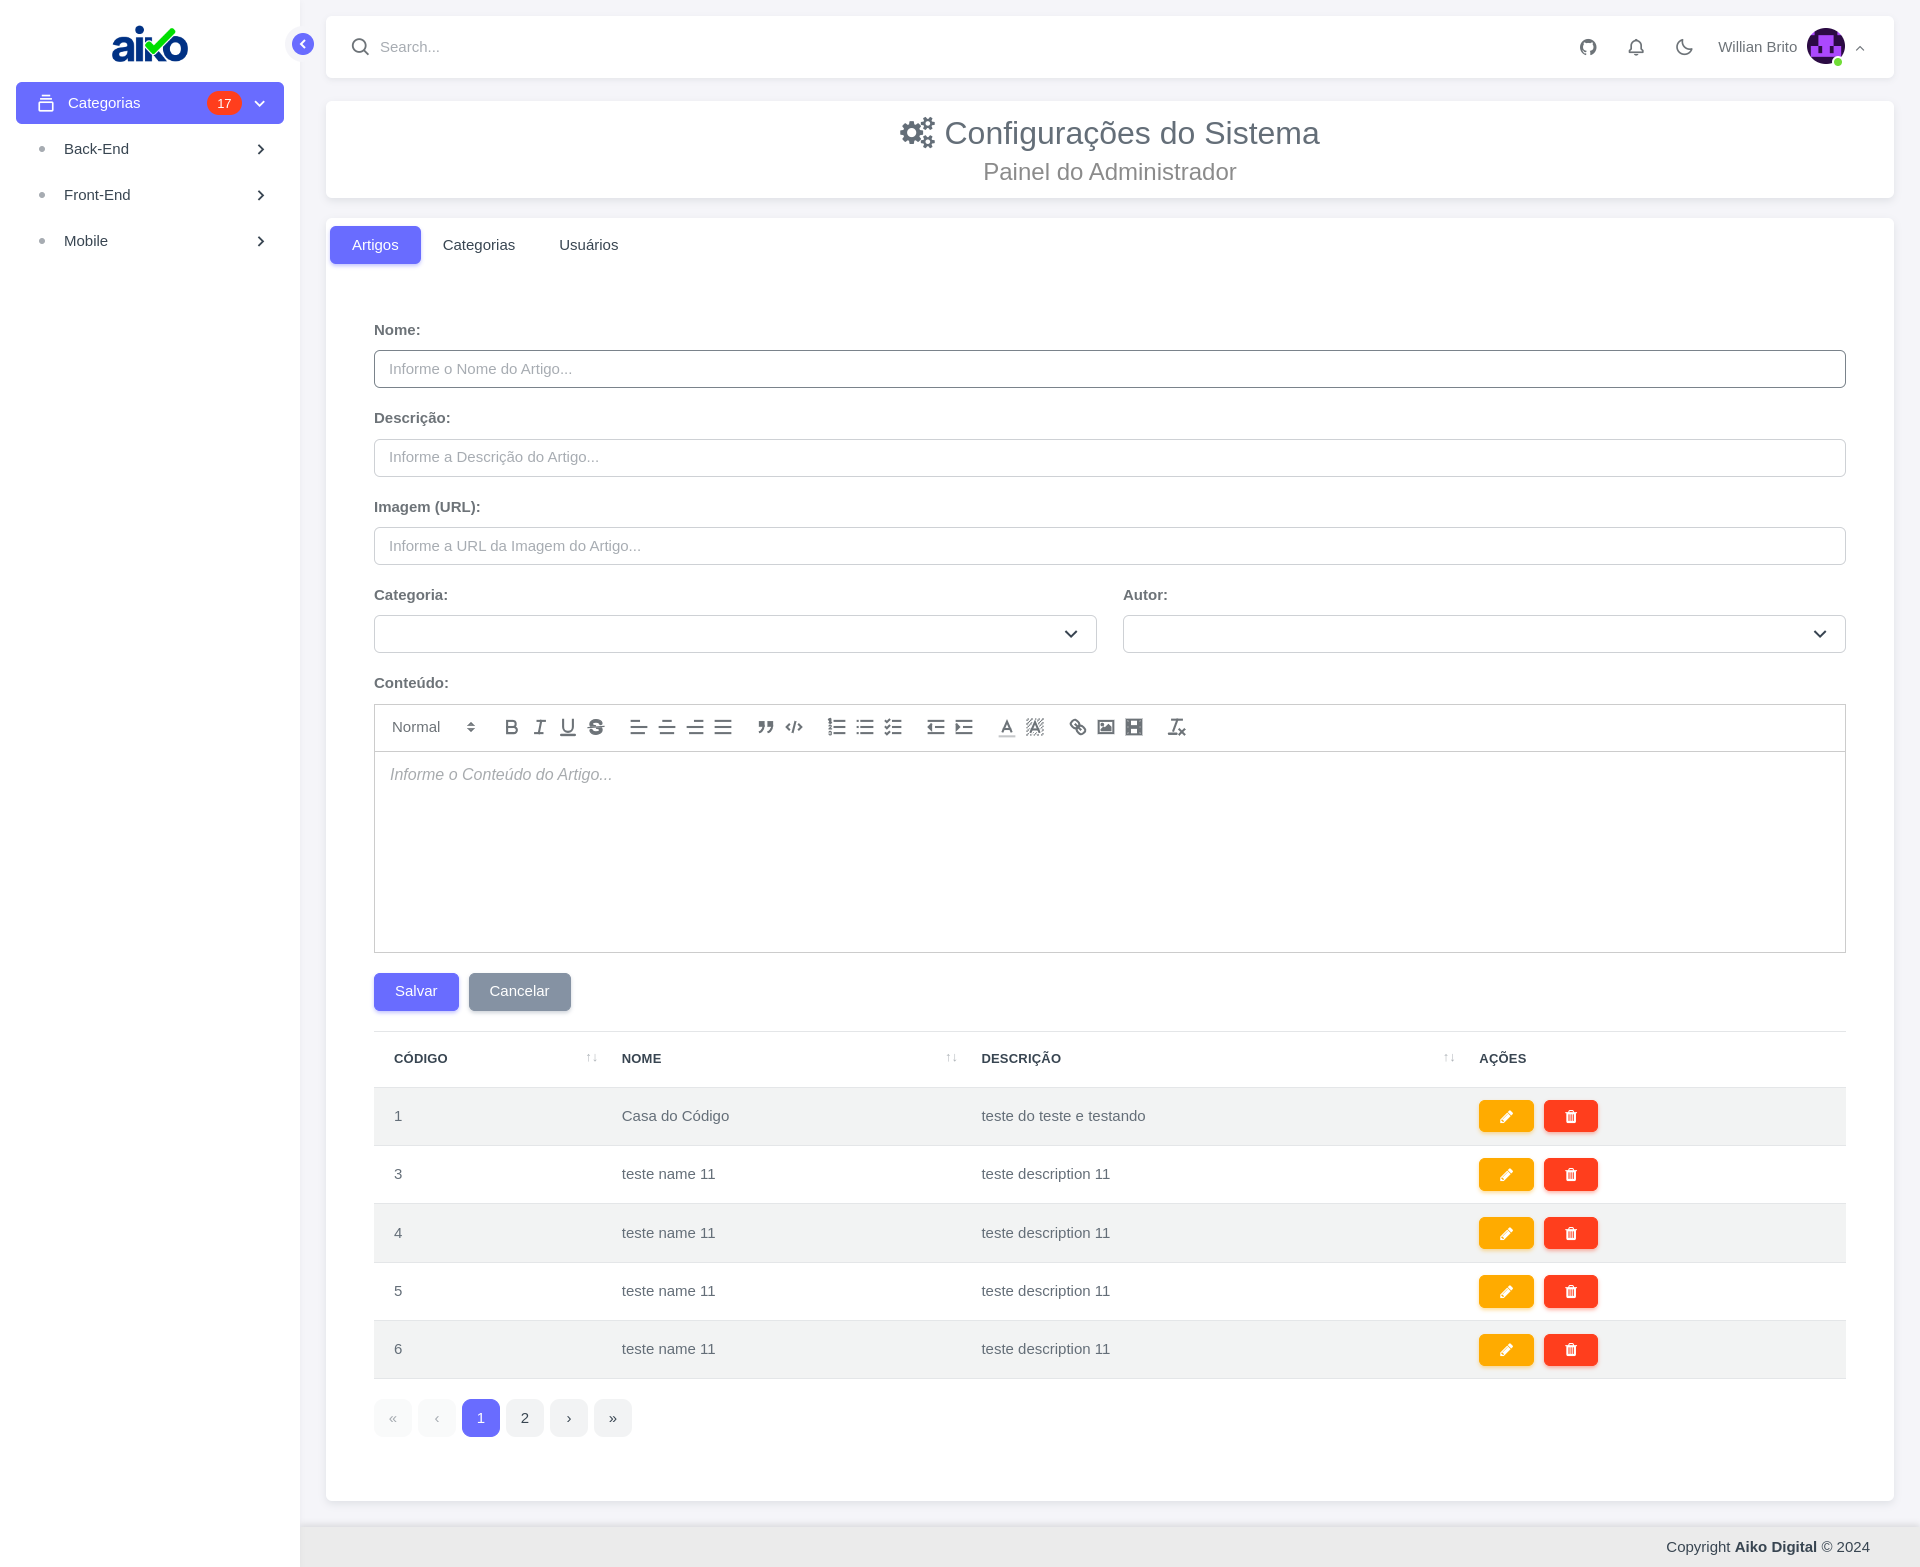 aiko
Search...
Willian Brito
Categorias 17
Back-End
Front-End
Mobile
Configurações do Sistema
Painel do Administrador
Artigos Categorias Usuários
Nome:
Informe o Nome do Artigo...
Descrição:
Informe a Descrição do Artigo...
Imagem (URL):
Informe a URL da Imagem do Artigo...
Categoria: Autor:
Conteúdo:
Normal
Informe o Conteúdo do Artigo...
Salvar Cancelar
CÓDIGO ↑↓ NOME ↑↓ DESCRIÇÃO ↑↓ AÇÕES
1 Casa do Código teste do teste e testando
3 teste name 11 teste description 11
4 teste name 11 teste description 11
5 teste name 11 teste description 11
6 teste name 11 teste description 11
« ‹ 1 2 › »
Copyright Aiko Digital © 2024